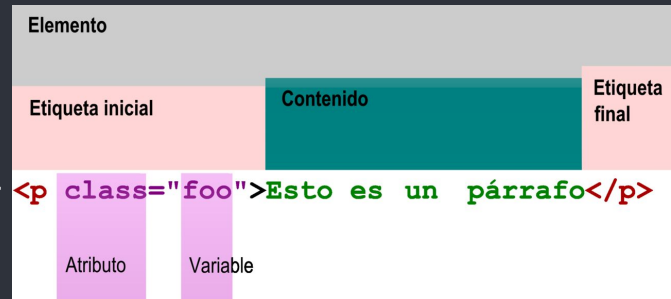 Elemento
Etiqueta inicial
Contenido
Etiqueta
final
<p class="foo">Esto es un párrafo</p>
Atributo
Variable